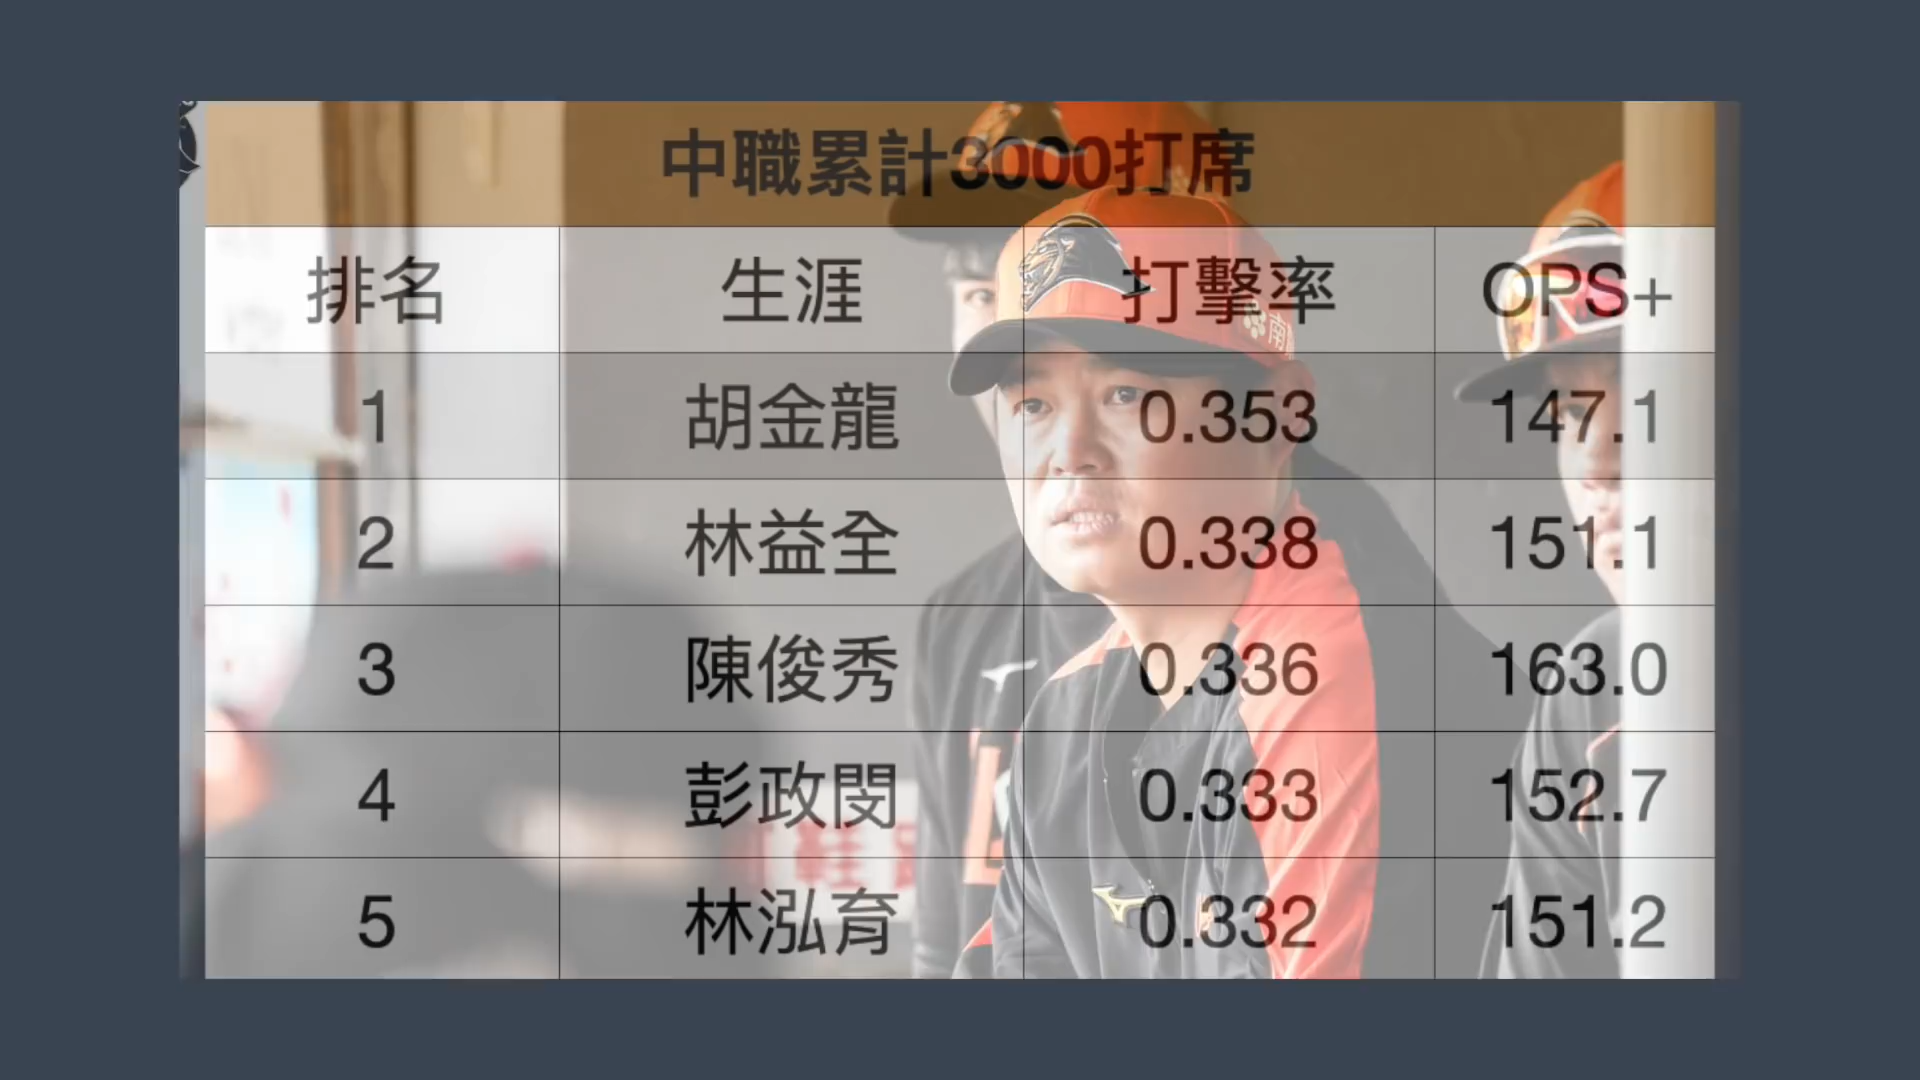 中職累計3000打席
排名 生涯 打擊率 OPS+
1 胡金龍 0.353 147.1
2 林益全 0.338 151.1
3 陳俊秀 0.336 163.0
4 彭政閔 0.333 152.7
5 林泓育 0.332 151.2
南